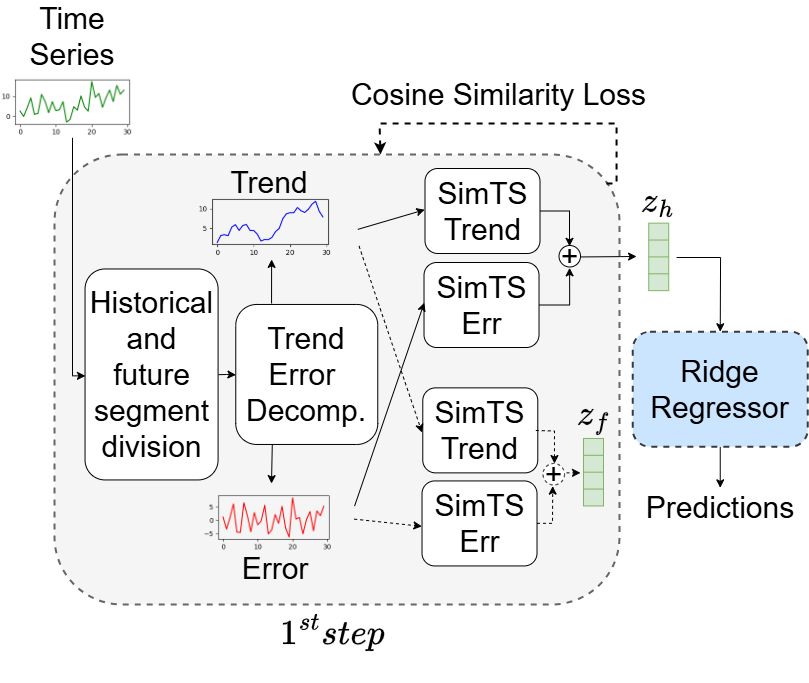 Time
Series
10
0
0 10 20 30
Cosine Similarity Loss
Trend
10
5
0 10 20 30
SimTS
Trend
SimTS
Err
z_h
Historical
and
future
segment
division
Trend
Error
Decomp.
+
Ridge
Regressor
SimTS
Trend
SimTS
Err
+
z_f
Predictions
5
0
−5
0 10 20 30
Error
1^{st} step